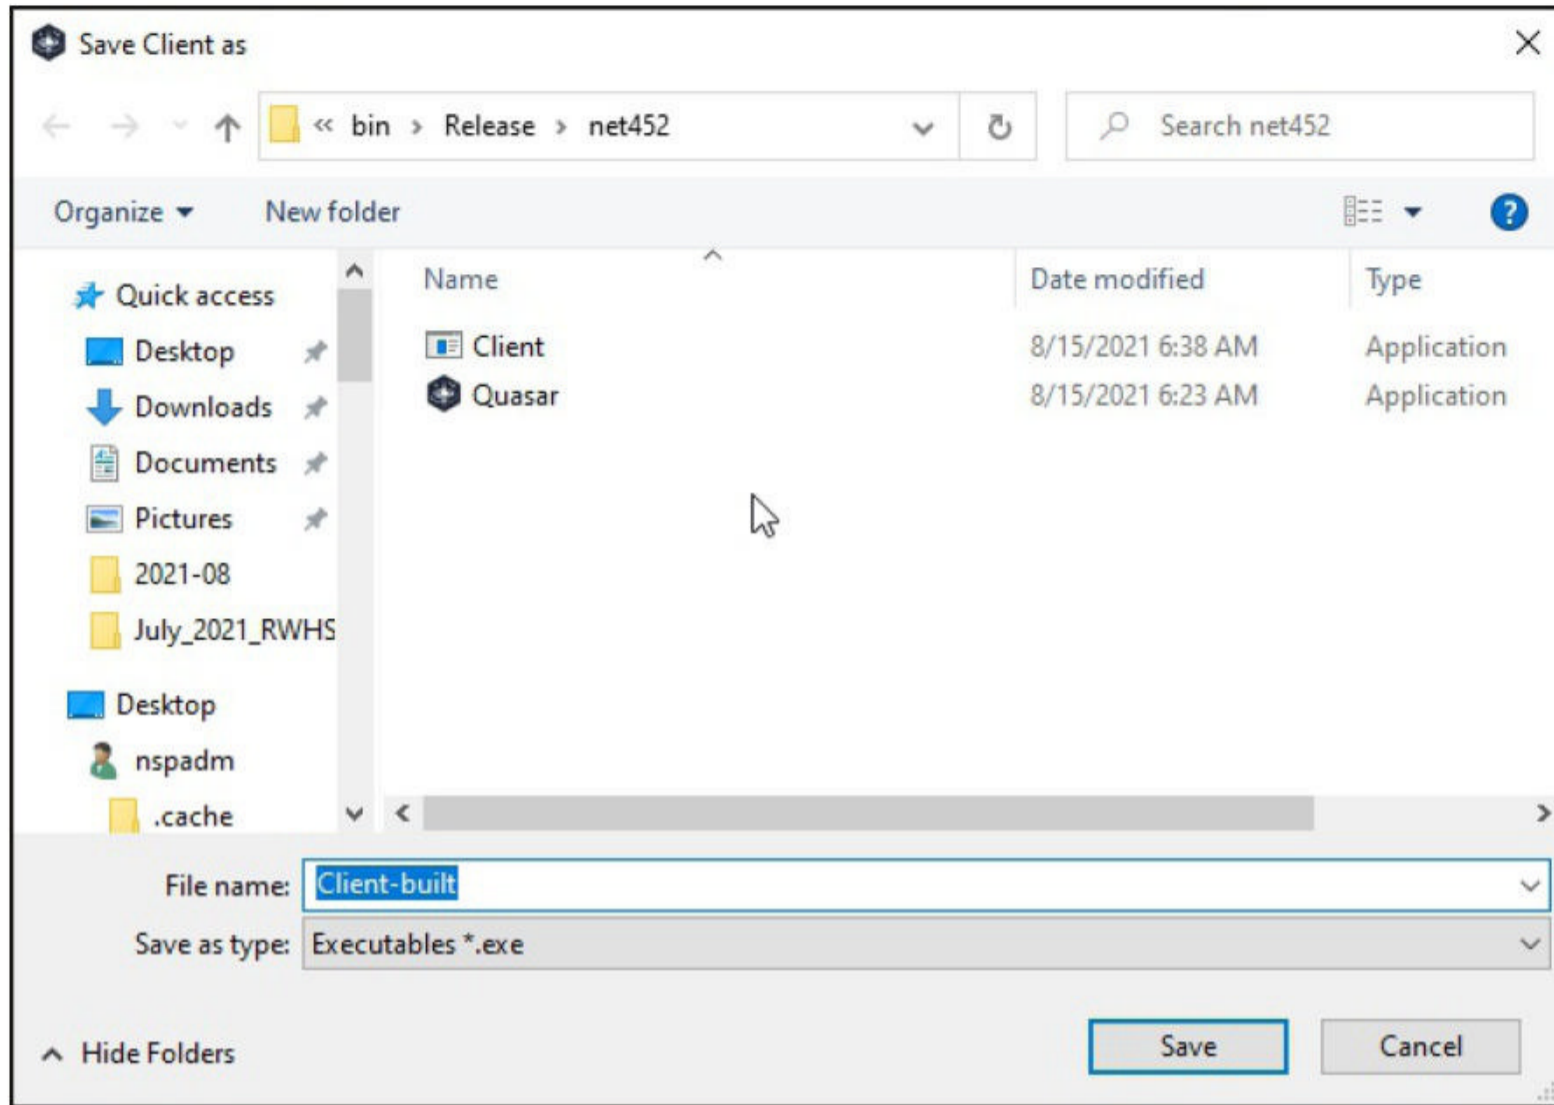 Save Client as
« bin › Release › net452
Search net452
Organize
New folder
Name
Date modified
Type
Quick access
Desktop
Downloads
Documents
Pictures
2021-08
July_2021_RWHS
Desktop
nspadm
.cache
Client 8/15/2021 6:38 AM Application
Quasar 8/15/2021 6:23 AM Application
File name: Client-built
Save as type: Executables *.exe
Hide Folders
Save
Cancel